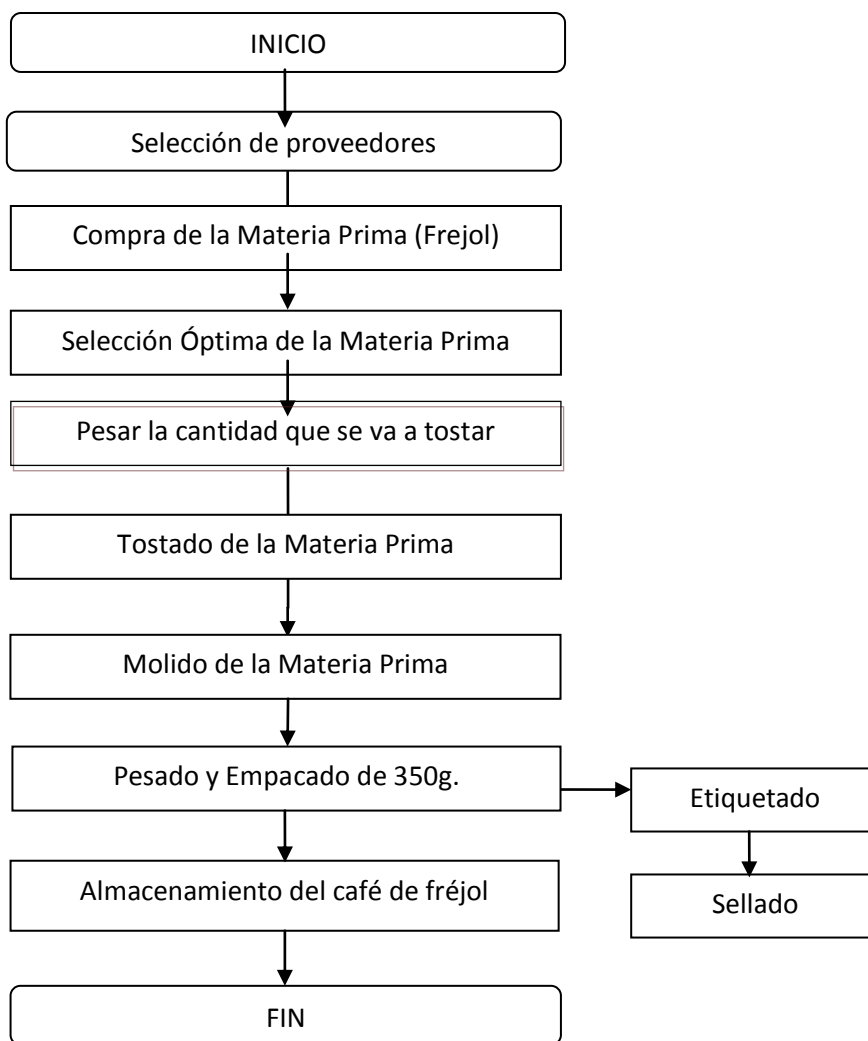 INICIO
Selección de proveedores
Compra de la Materia Prima (Frejol)
Selección Óptima de la Materia Prima
Pesar la cantidad que se va a tostar
Tostado de la Materia Prima
Molido de la Materia Prima
Pesado y Empacado de 350g.
Etiquetado
Almacenamiento del café de fréjol
Sellado
FIN